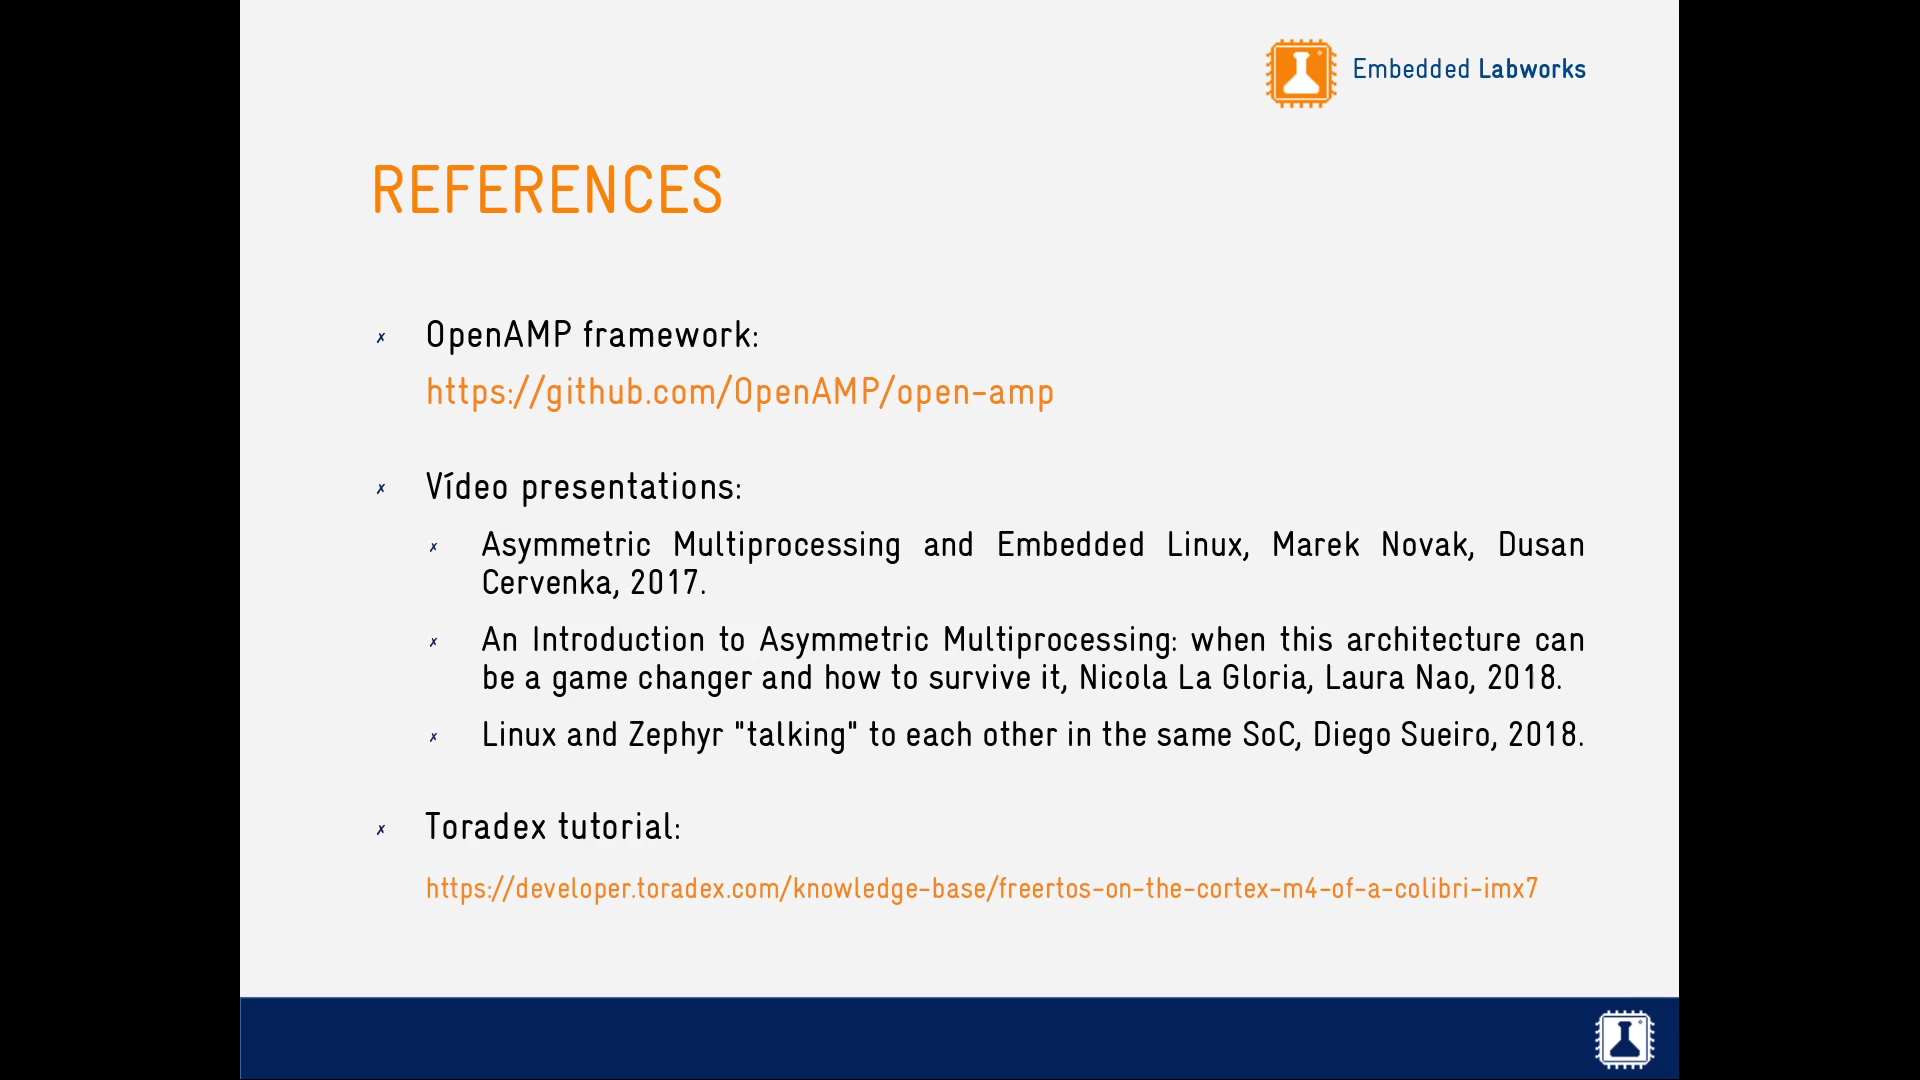 Embedded Labworks
REFERENCES
✗ OpenAMP framework:
https://github.com/OpenAMP/open-amp
✗ Vídeo presentations:
✗ Asymmetric Multiprocessing and Embedded Linux, Marek Novak, Dusan
Cervenka, 2017.
✗ An Introduction to Asymmetric Multiprocessing: when this architecture can
be a game changer and how to survive it, Nicola La Gloria, Laura Nao, 2018.
✗ Linux and Zephyr "talking" to each other in the same SoC, Diego Sueiro, 2018.
✗ Toradex tutorial:
https://developer.toradex.com/knowledge-base/freertos-on-the-cortex-m4-of-a-colibri-imx7